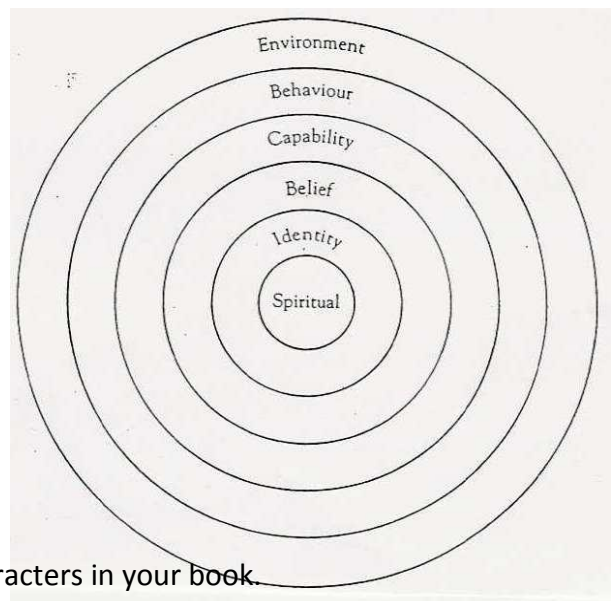 Environment
Behaviour
Capability
Belief
Identity
Spiritual
racters in your book.